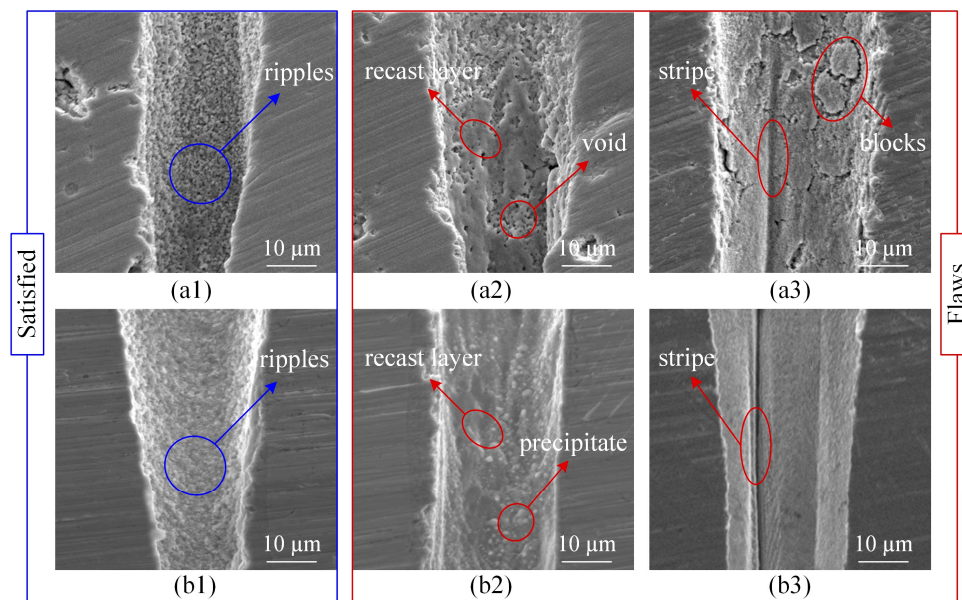 Satisfied
ripples
10 μm
(a1)
recast layer
void
10 μm
(a2)
stripe
blocks
10 μm
(a3)
ripples
10 μm
(b1)
recast layer
precipitate
10 μm
(b2)
stripe
10 μm
(b3)
Flaws